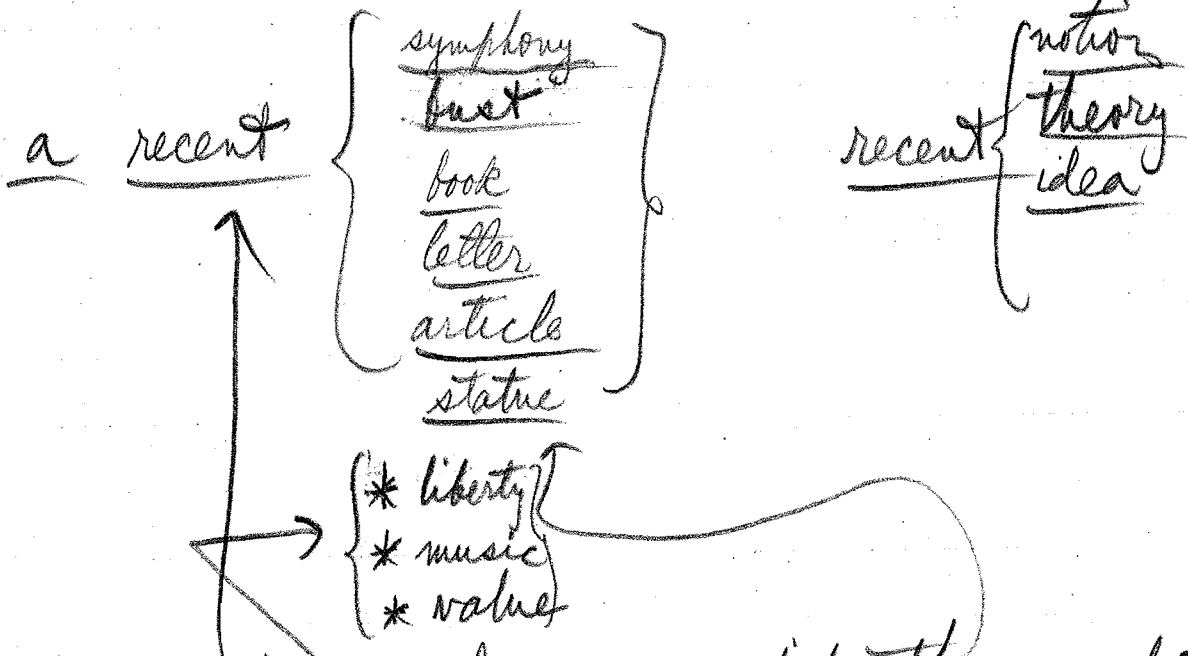 symphony
bust
a recent
book
letter
article
statue
* liberty
* music
* value
notion
theory
recent
idea